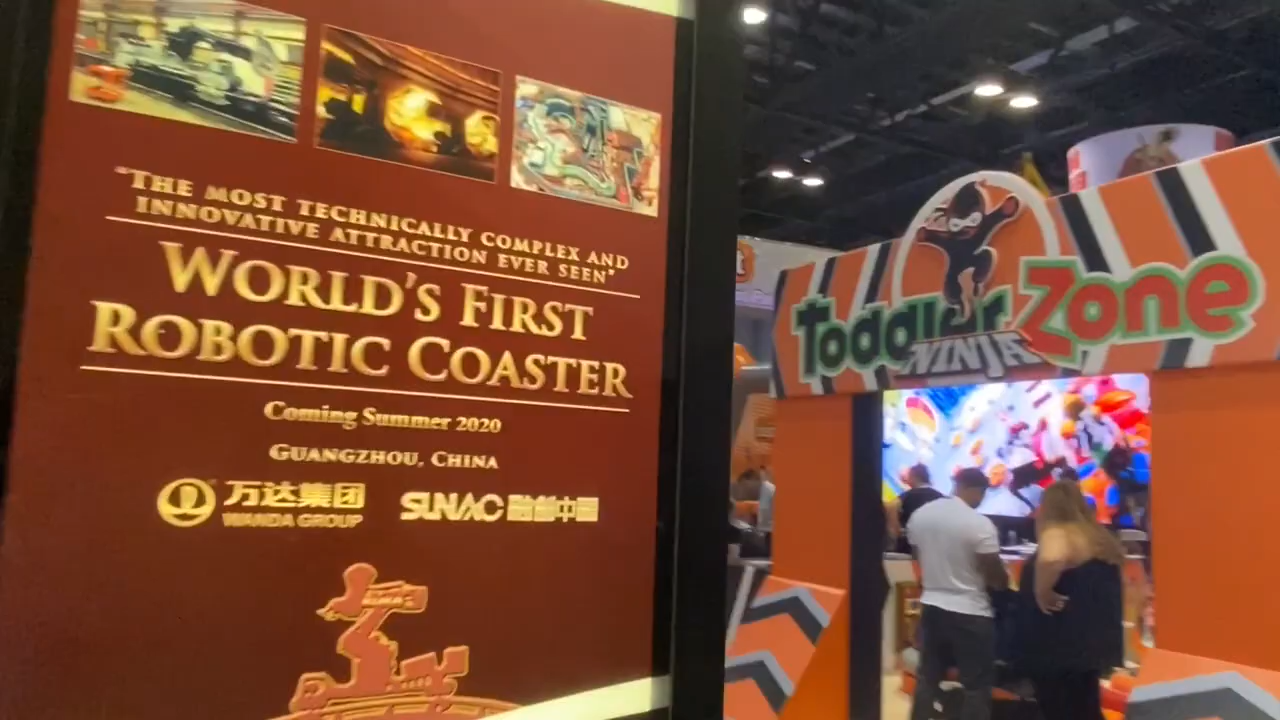 "THE MOST TECHNICALLY COMPLEX AND
INNOVATIVE ATTRACTION EVER SEEN"
WORLD'S FIRST
ROBOTIC COASTER
Coming Summer 2020
GUANGZHOU, CHINA
万达集团
WANDA GROUP
SUNAC 融创中国
Toddler Zone
NINJA